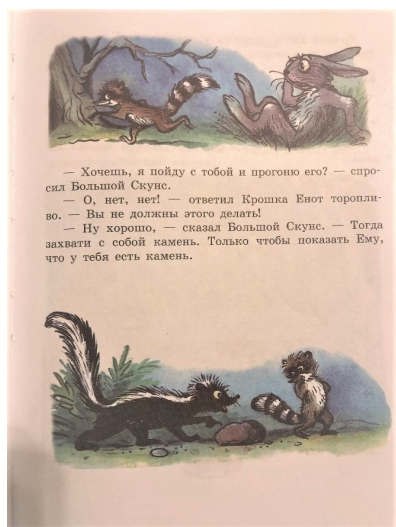 — Хочешь, я пойду с тобой и прогоню его? — спро-
сил Большой Скунс.
— О, нет, нет! — ответил Крошка Енот торопли-
во. — Вы не должны этого делать!
— Ну хорошо, — сказал Большой Скунс. — Тогда
захвати с собой камень. Только чтобы показать Ему,
что у тебя есть камень.